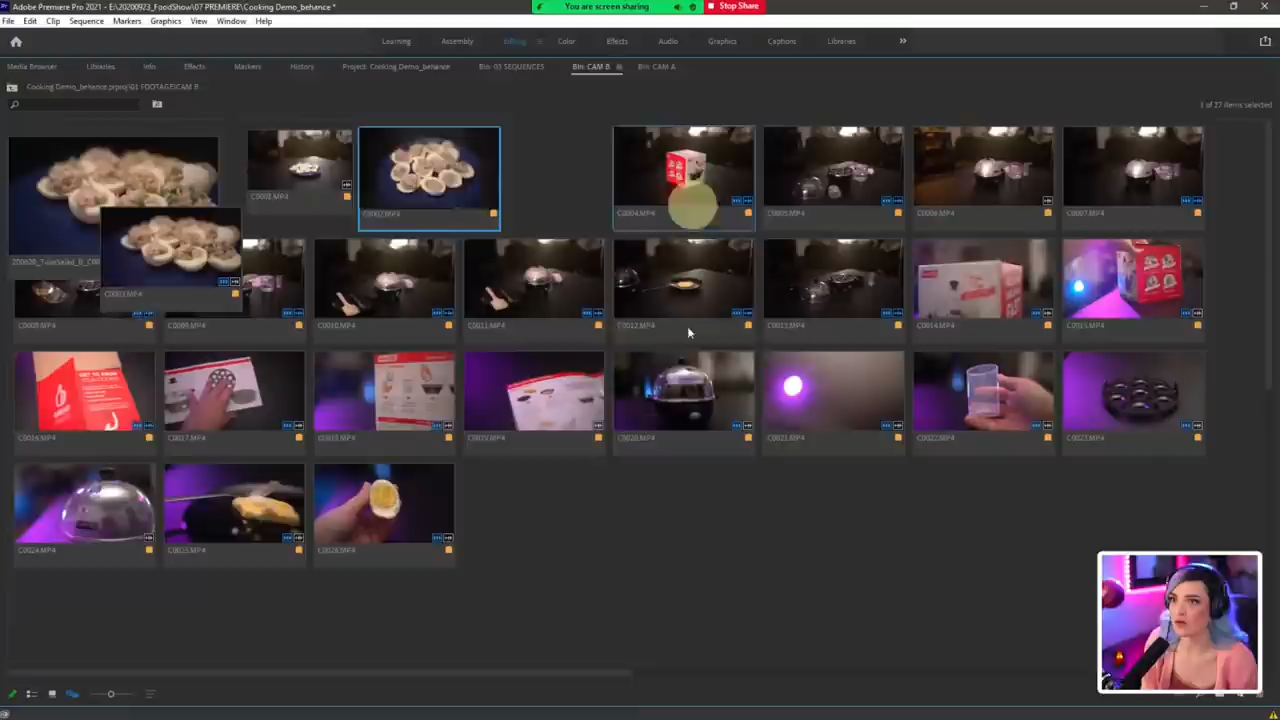 Adobe Premiere Pro 2021 - E:\20200923_FoodShow\07 PREMIERE\Cooking Demo_behance *
You are screen sharing
Stop Share
File Edit Clip Sequence Markers Graphics View Window Help
Learning Assembly Editing Color Effects Audio Graphics Captions Libraries
Media Browser Libraries Info Effects Markers History Project: Cooking Demo_behance Bin: 03 SEQUENCES Bin: CAM B Bin: CAM A
Cooking Demo_behance.prproj\01 FOOTAGE\CAM B
1 of 27 items selected
C0002.MP4 C0004.MP4 C0005.MP4 C0006.MP4 C0007.MP4
C0003.MP4
C0008.MP4 C0009.MP4 C0010.MP4 C0011.MP4 C0012.MP4 C0013.MP4 C0014.MP4 C0015.MP4
C0016.MP4 C0017.MP4 C0018.MP4 C0019.MP4 C0020.MP4 C0021.MP4 C0022.MP4 C0023.MP4
C0024.MP4 C0025.MP4 C0026.MP4